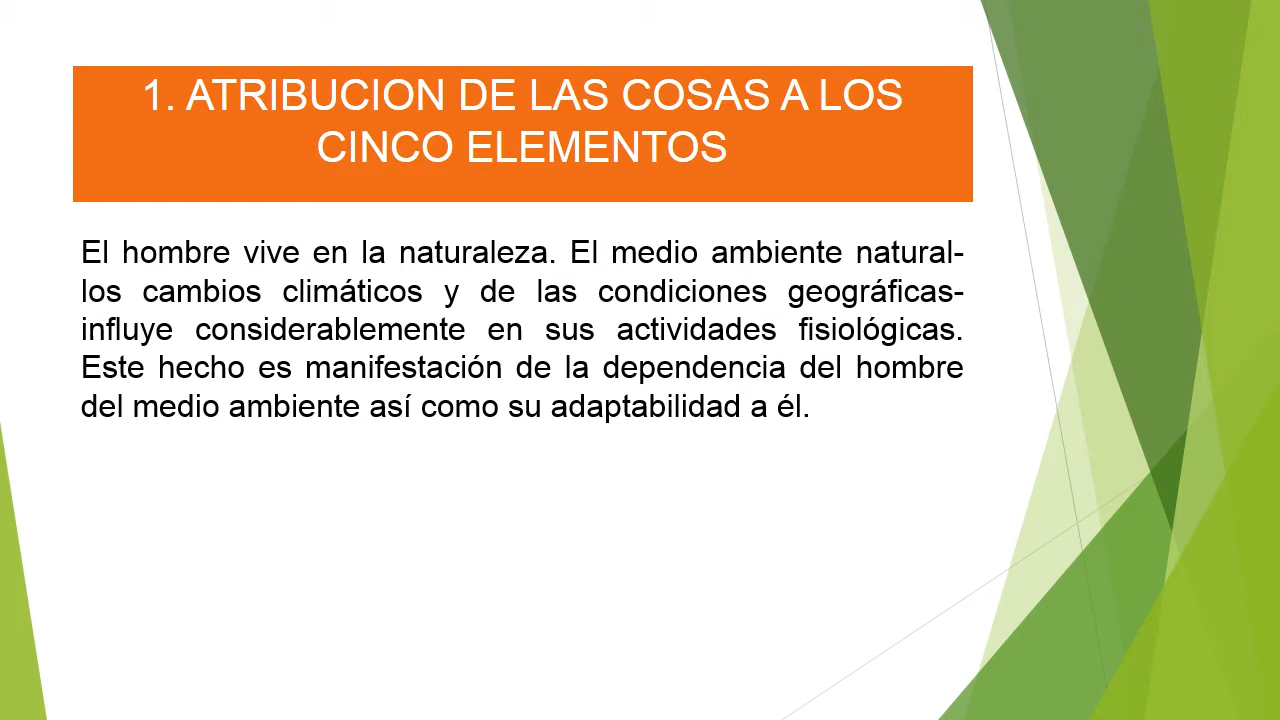 1. ATRIBUCION DE LAS COSAS A LOS
CINCO ELEMENTOS
El hombre vive en la naturaleza. El medio ambiente natural-
los cambios climáticos y de las condiciones geográficas-
influye considerablemente en sus actividades fisiológicas.
Este hecho es manifestación de la dependencia del hombre
del medio ambiente así como su adaptabilidad a él.